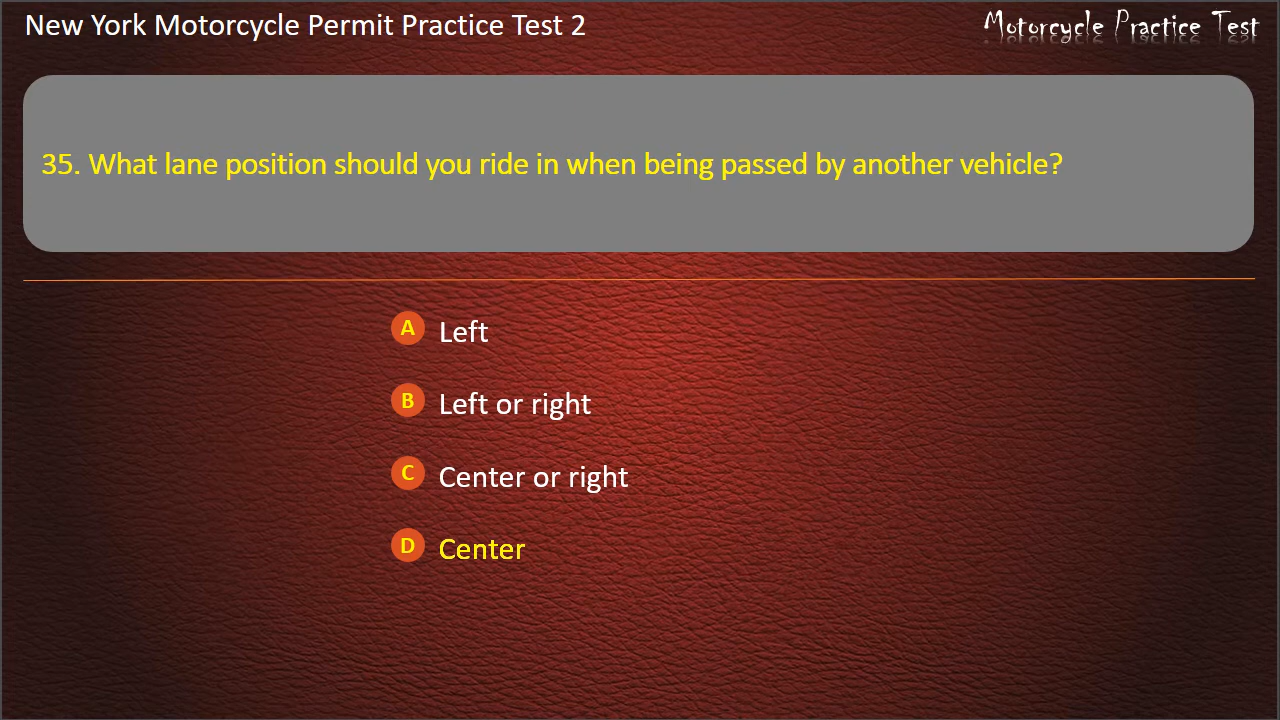 New York Motorcycle Permit Practice Test 2
Motorcycle Practice Test
35. What lane position should you ride in when being passed by another vehicle?
A Left
B Left or right
C Center or right
D Center